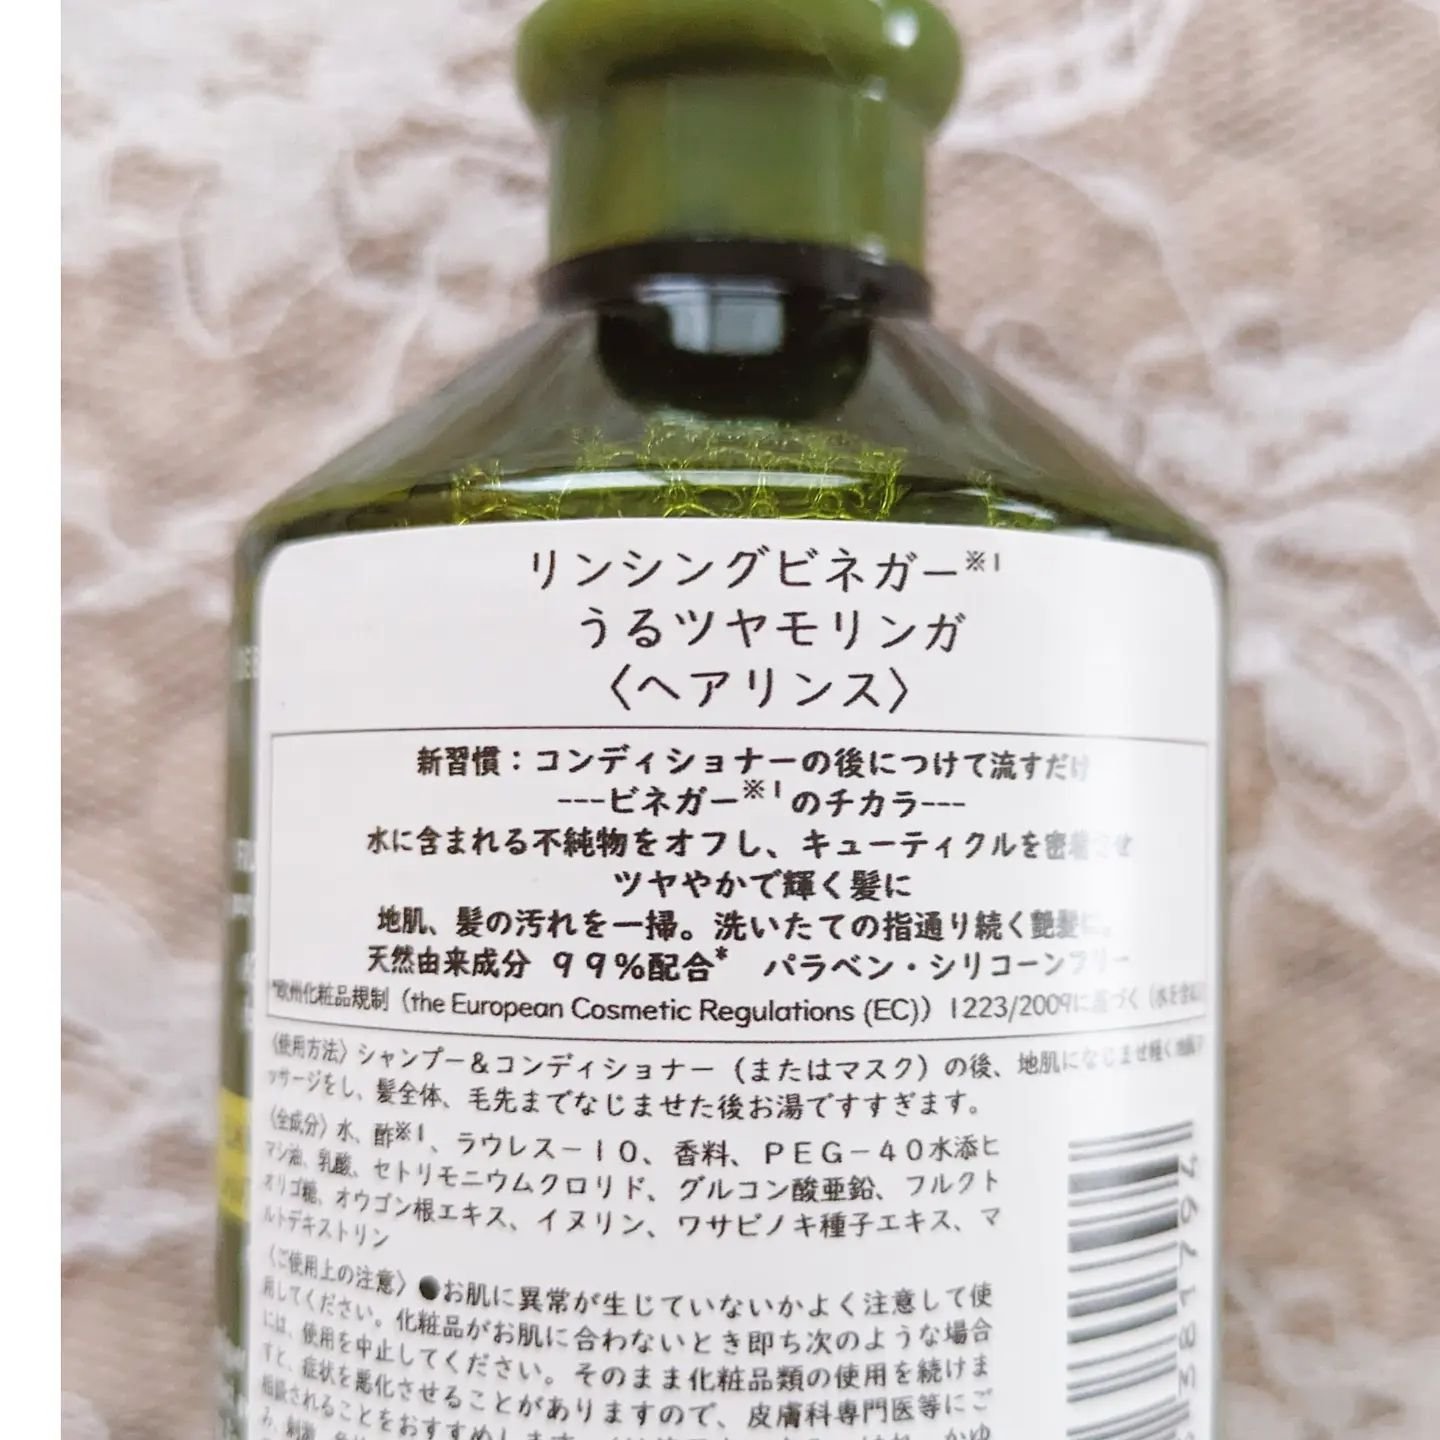 リンシングビネガー※1
うるツヤモリンガ
〈ヘアリンス〉
新習慣：コンディショナーの後につけて流すだけ
---ビネガー※1のチカラ---
水に含まれる不純物をオフし、キューティクルを密着させ
ツヤやかで輝く髪に
地肌、髪の汚れを一掃。洗いたての指通り続く艶髪に。
天然由来成分 99%配合* パラベン・シリコーンフリー
*欧州化粧品規制（the European Cosmetic Regulations (EC)）1223/2009に基づく（水を含
〈使用方法〉シャンプー＆コンディショナー（またはマスク）の後、地肌になじませ軽く地肌マ
ッサージをし、髪全体、毛先までなじませた後お湯ですすぎます。
〈全成分〉水、酢※1、ラウレス－10、香料、PEG－40水添ヒ
マシ油、乳酸、セトリモニウムクロリド、グルコン酸亜鉛、フルクト
オリゴ糖、オウゴン根エキス、イヌリン、ワサビノキ種子エキス、マ
ルトデキストリン
〈ご使用上の注意〉●お肌に異常が生じていないかよく注意して使
用してください。化粧品がお肌に合わないとき即ち次のような場合
には、使用を中止してください。そのまま化粧品類の使用を続けま
すと、症状を悪化させることがありますので、皮膚科専門医等にご
相談されることをおすすめします。
み、刺激